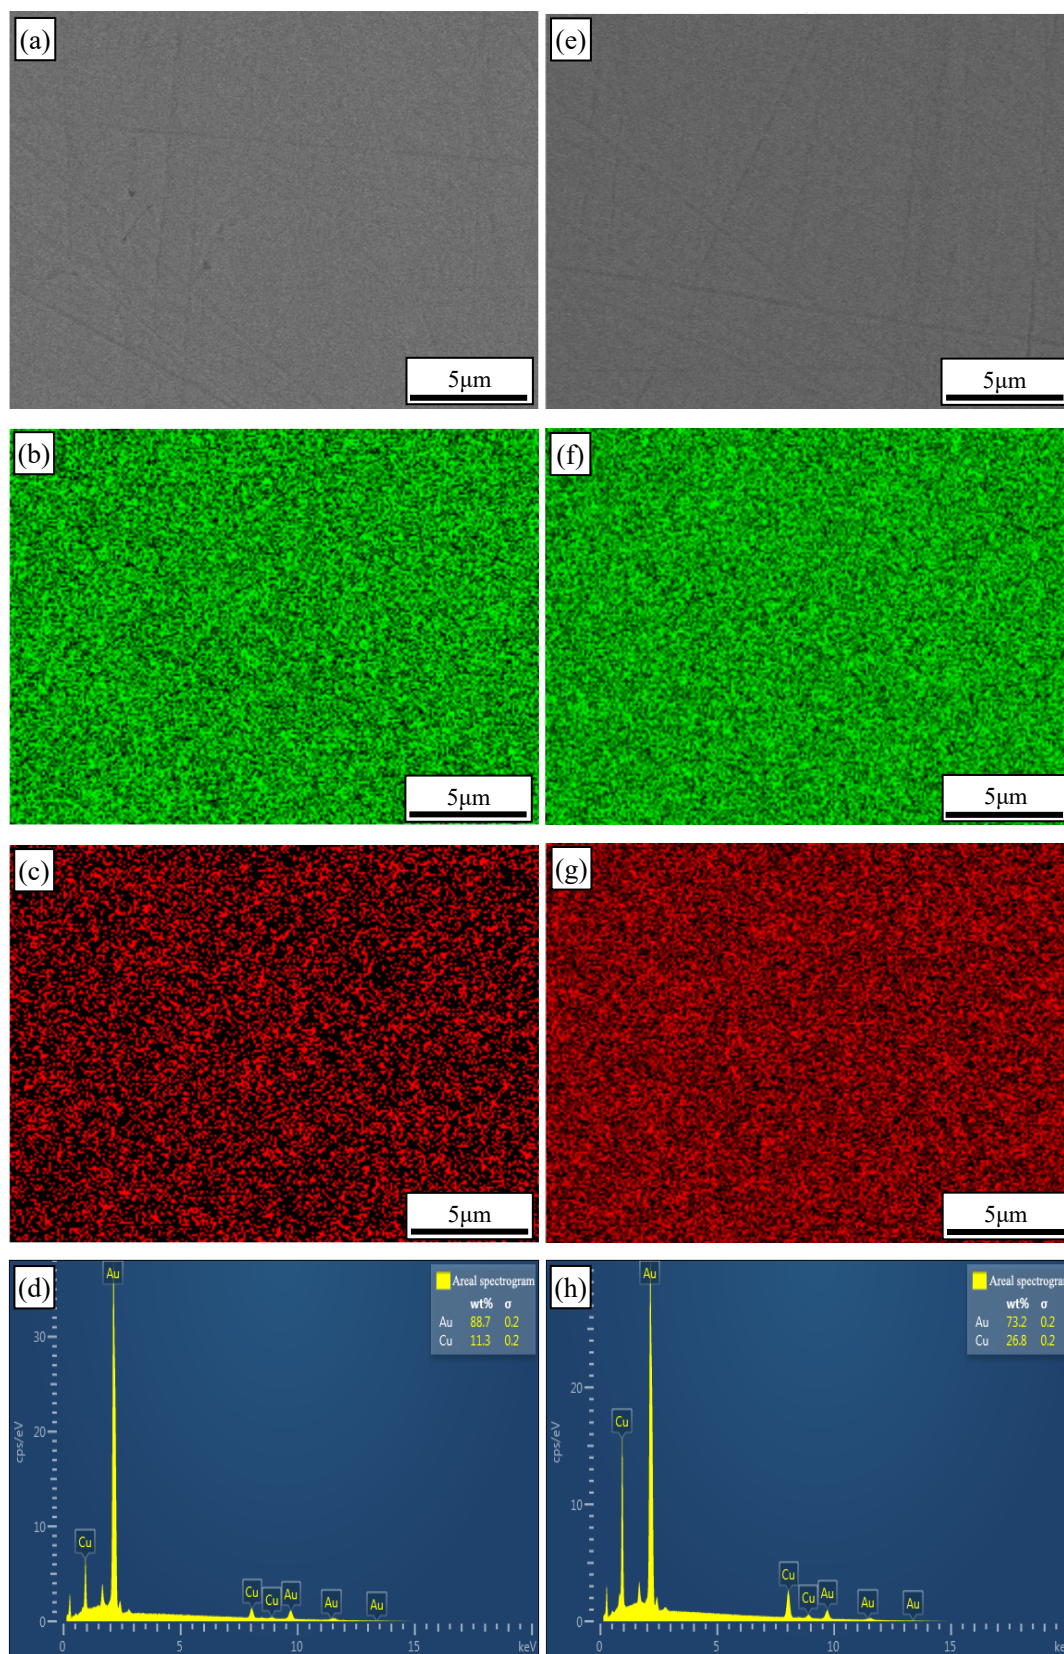 (a)
5μm
(e)
5μm
(b)
5μm
(f)
5μm
(c)
5μm
(g)
5μm
(d)
Au
Areal spectrogram
wt% σ
Au 88.7 0.2
Cu 11.3 0.2
30
20
10
0
cps/eV
Cu
Cu
Cu
Au
Au
Au
0 5 10 15 keV
(h)
Au
Areal spectrogram
wt% σ
Au 73.2 0.2
Cu 26.8 0.2
20
10
0
cps/eV
Cu
Cu
Cu
Au
Au
Au
0 5 10 15